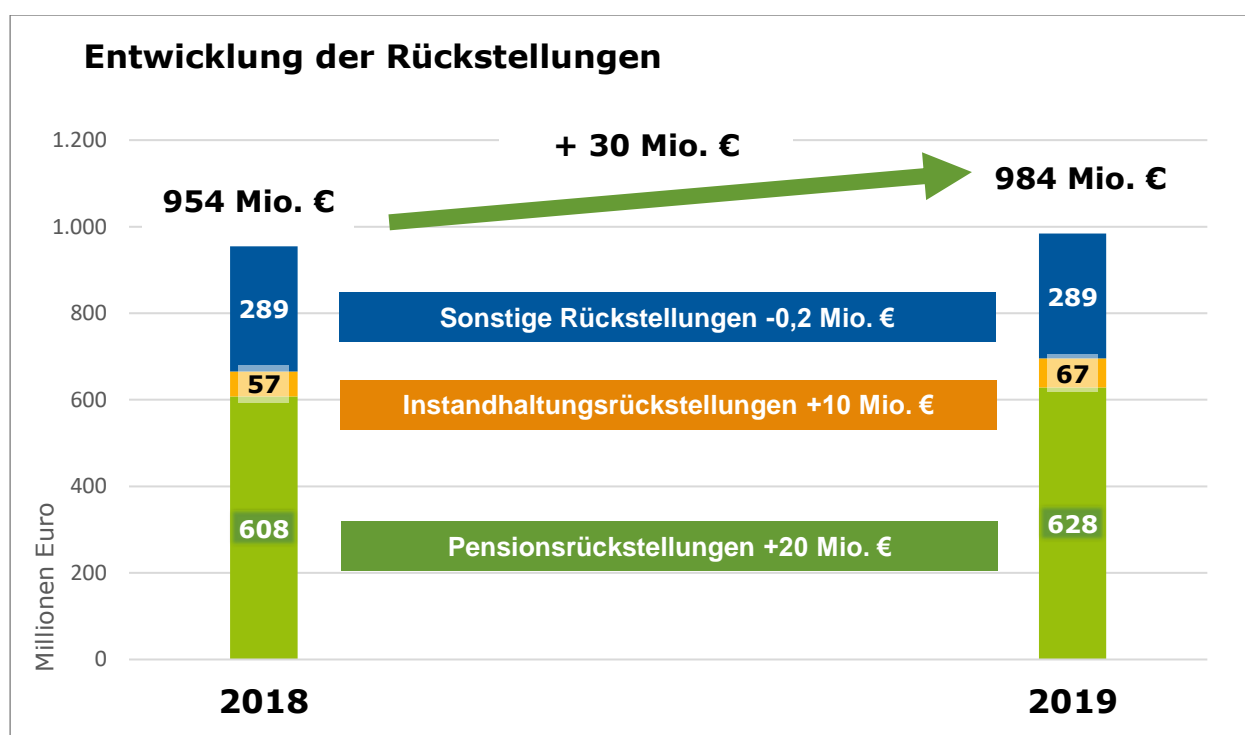 Entwicklung der Rückstellungen
+ 30 Mio. €
954 Mio. €
984 Mio. €
1.200
1.000
800
600
400
200
0
Millionen Euro
289
57
608
Sonstige Rückstellungen -0,2 Mio. €
Instandhaltungsrückstellungen +10 Mio. €
Pensionsrückstellungen +20 Mio. €
289
67
628
2018
2019